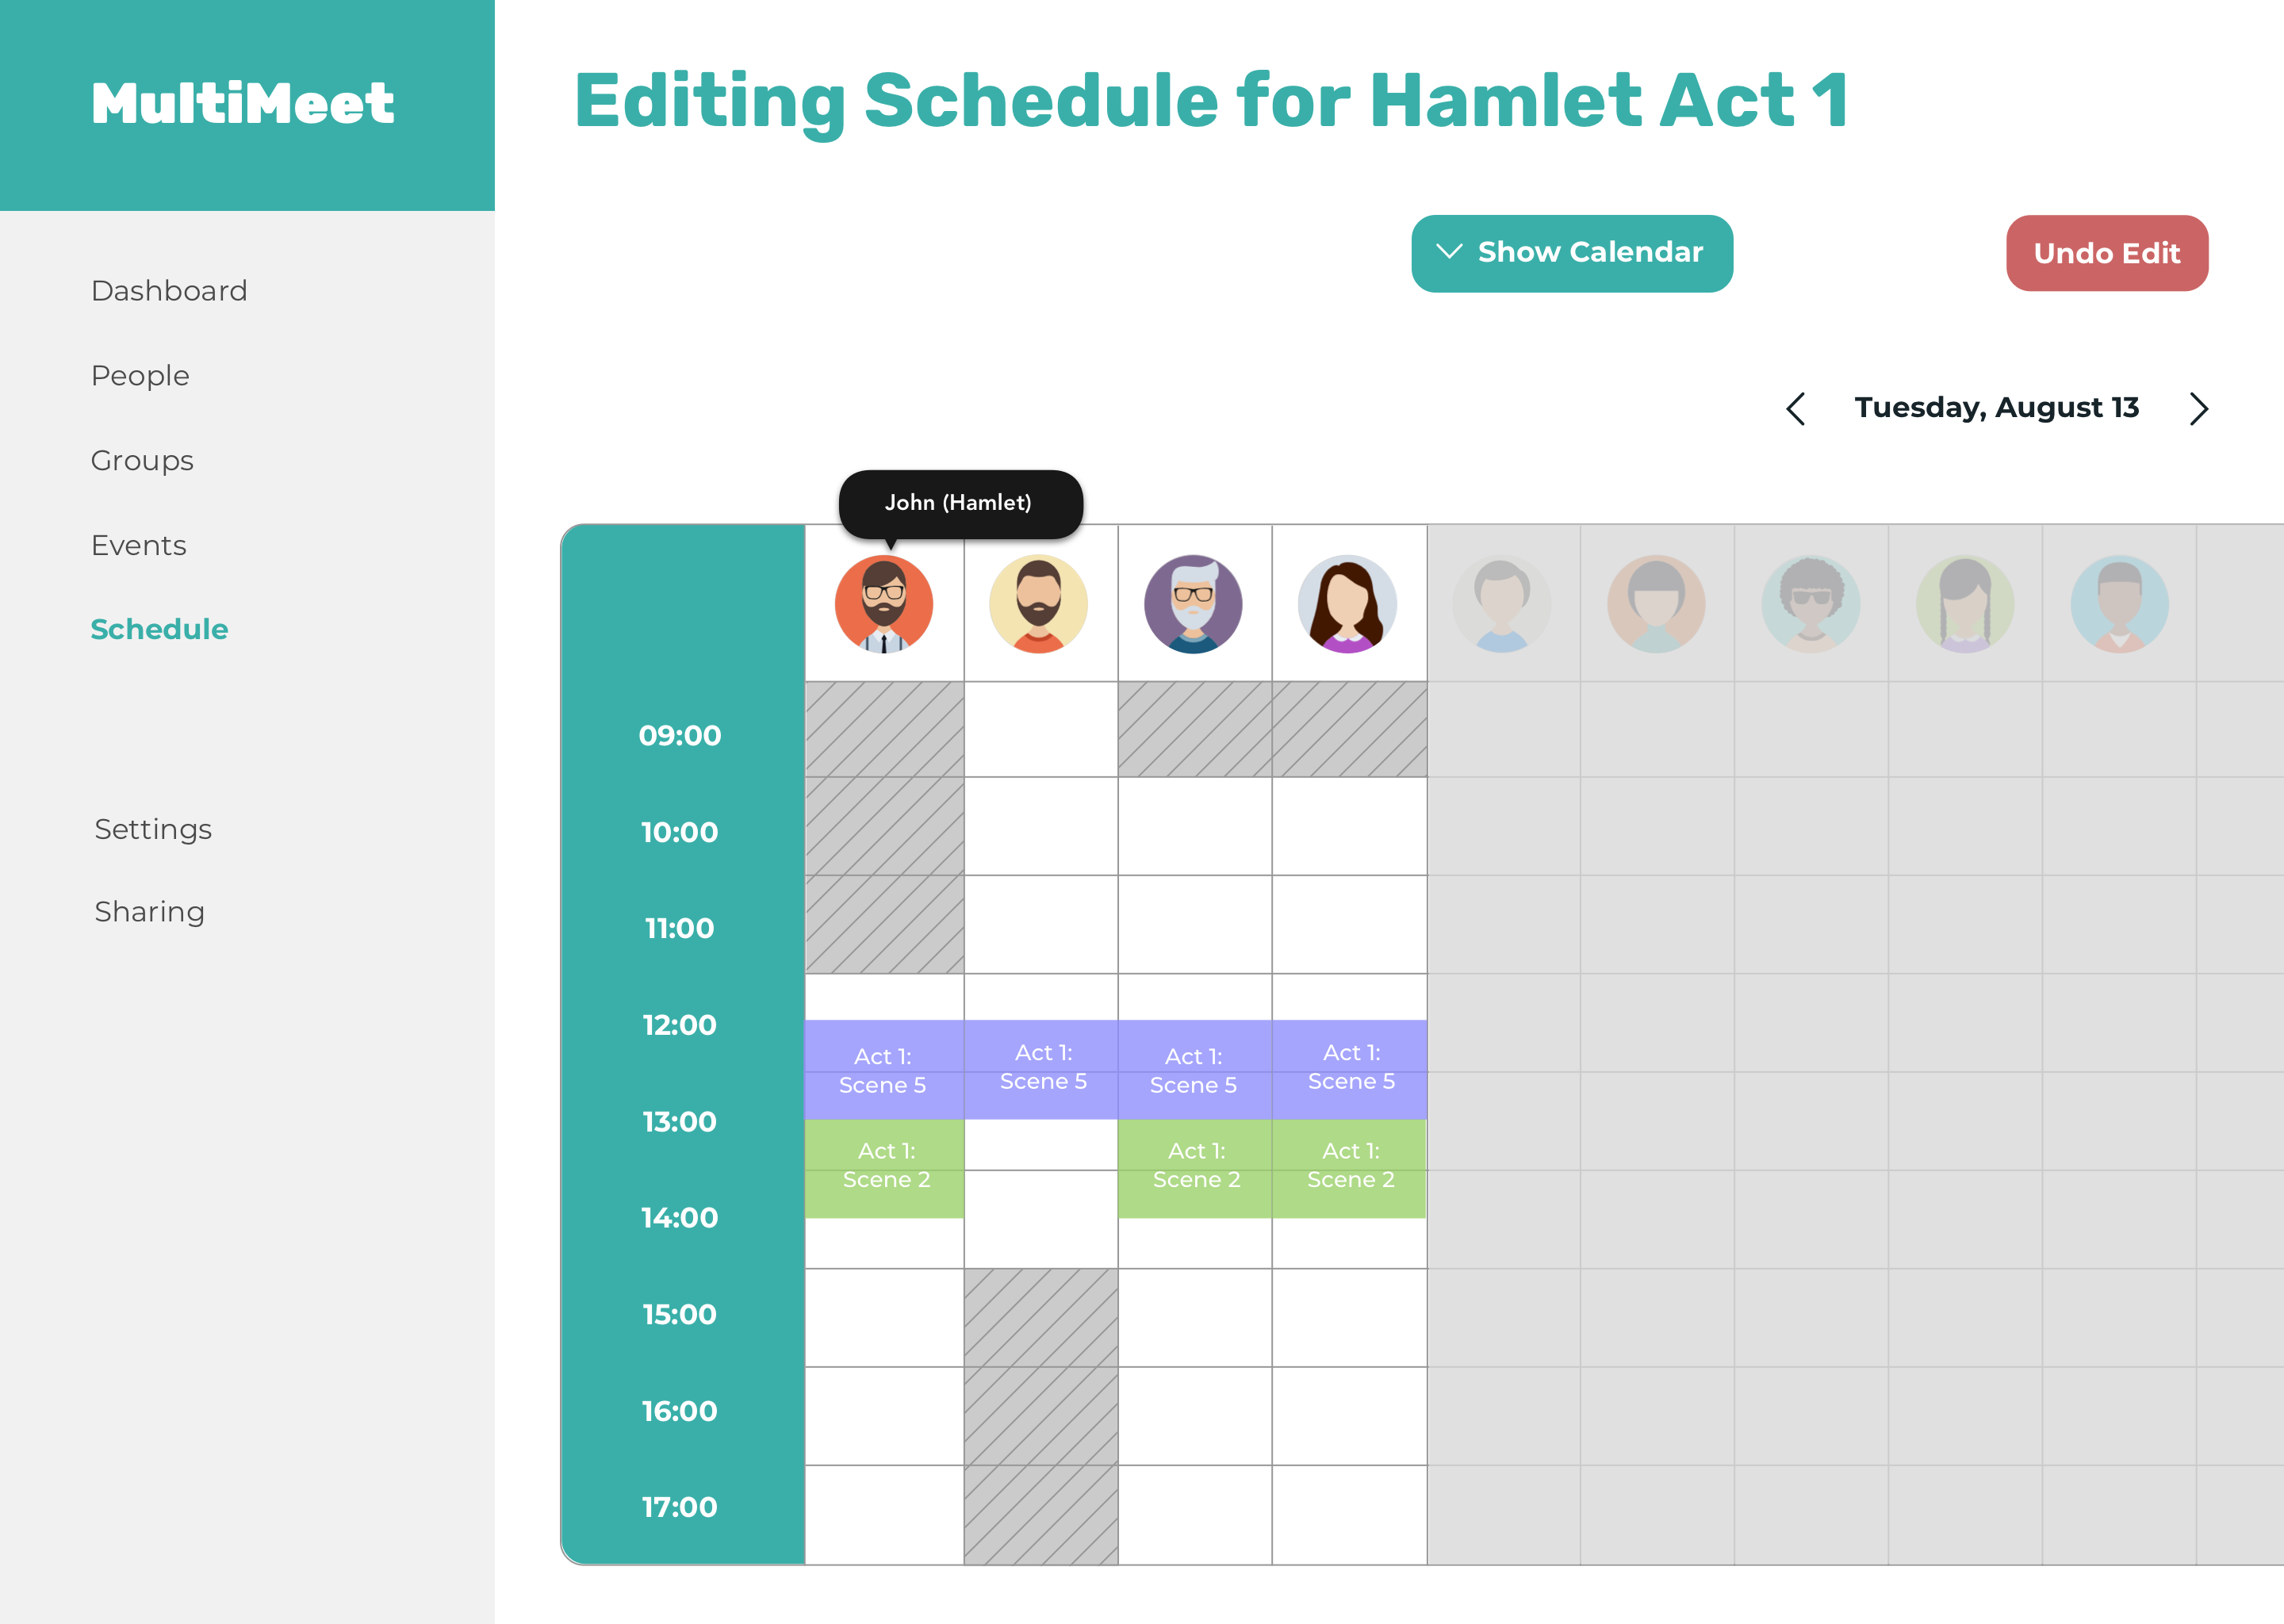 MultiMeet
Editing Schedule for Hamlet Act 1
Show Calendar
Undo Edit
Dashboard
People
Groups
Events
Schedule
Settings
Sharing
Tuesday, August 13
John (Hamlet)
09:00
10:00
11:00
12:00
Act 1:
Scene 5
Act 1:
Scene 5
Act 1:
Scene 5
Act 1:
Scene 5
13:00
Act 1:
Scene 2
Act 1:
Scene 2
Act 1:
Scene 2
14:00
15:00
16:00
17:00